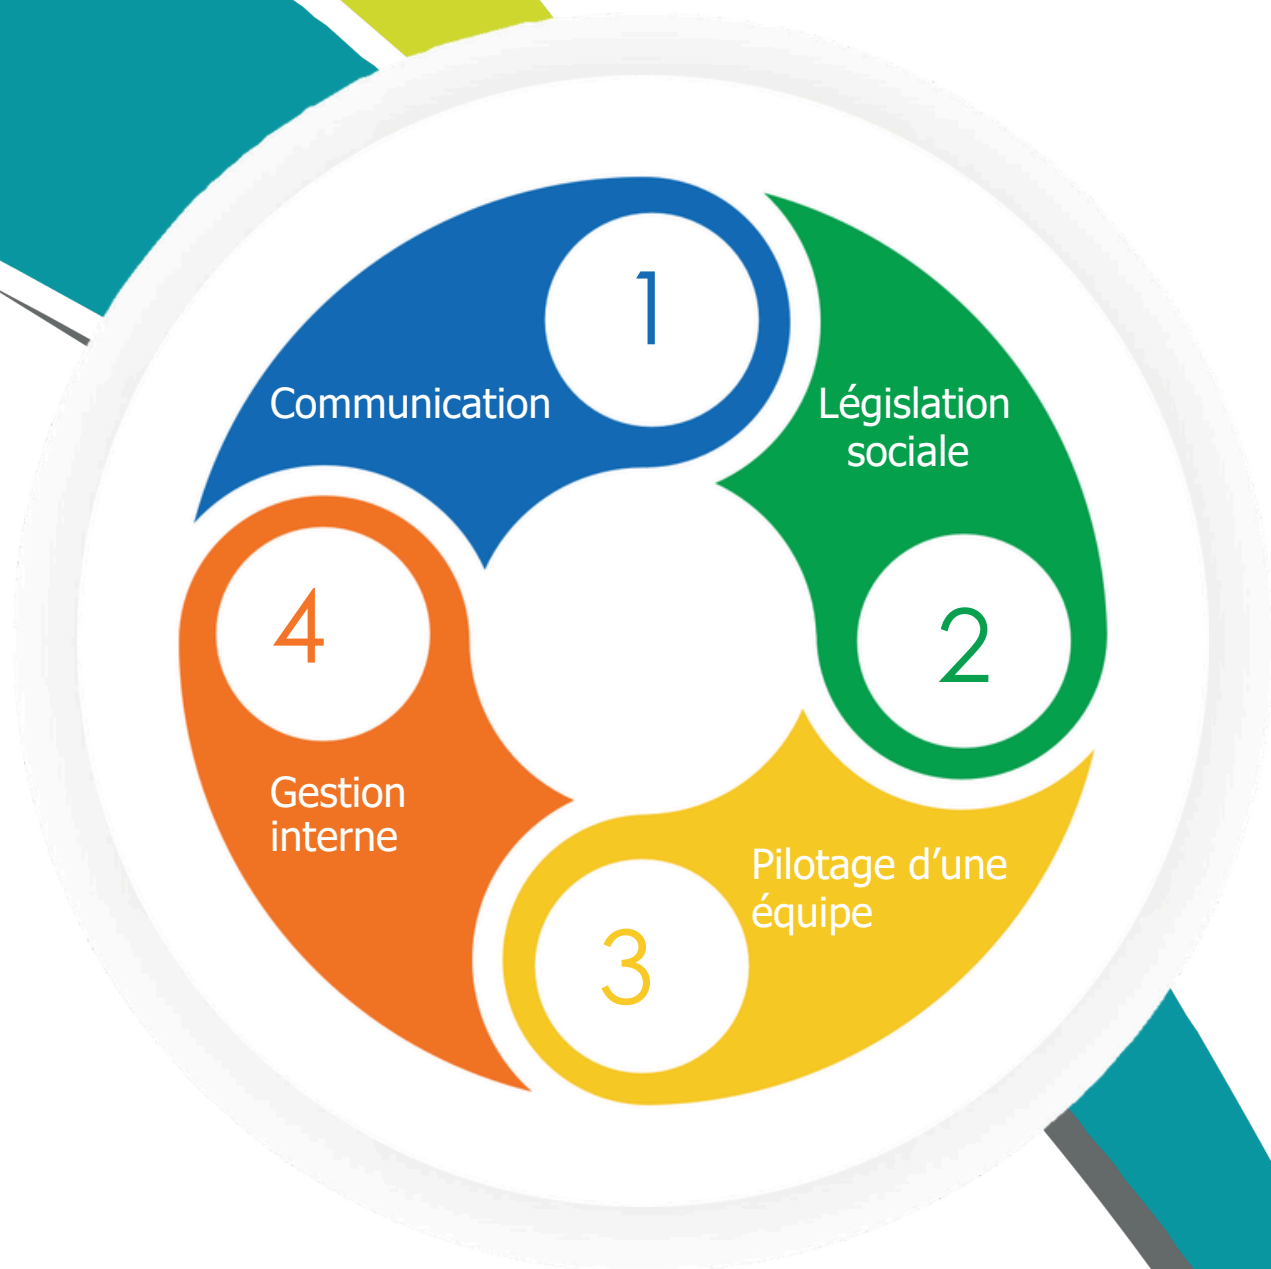 1
Communication
Législation
sociale
2
Pilotage d’une
équipe
3
4
Gestion
interne